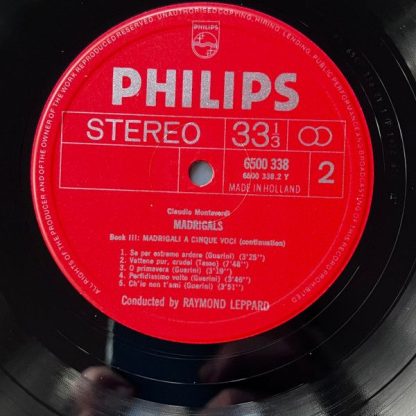 PHILIPS
PHILIPS
STEREO 33 1/3
6500 338
6500 338.2 Y
MADE IN HOLLAND
2
Claudio Monteverdi
MADRIGALS
Book III: MADRIGALI A CINQUE VOCI (continuation)
1. Se per estremo ardore (Guarini) (3'25")
2. Vattene pur, crudel (Tasso) (7'48")
3. O primavera (Guarini) (3'19")
4. Perfidissimo volto (Guarini) (3'46")
5. Ch'io non t'ami (Guarini) (3'51")
Conducted by RAYMOND LEPPARD
ALL RIGHTS OF THE PRODUCER AND OF THE OWNER OF THE WORK REPRODUCED RESERVED. UNAUTHORISED COPYING, HIRING, LENDING, PUBLIC PERFORMANCE AND BROADCASTING OF THIS RECORD PROHIBITED